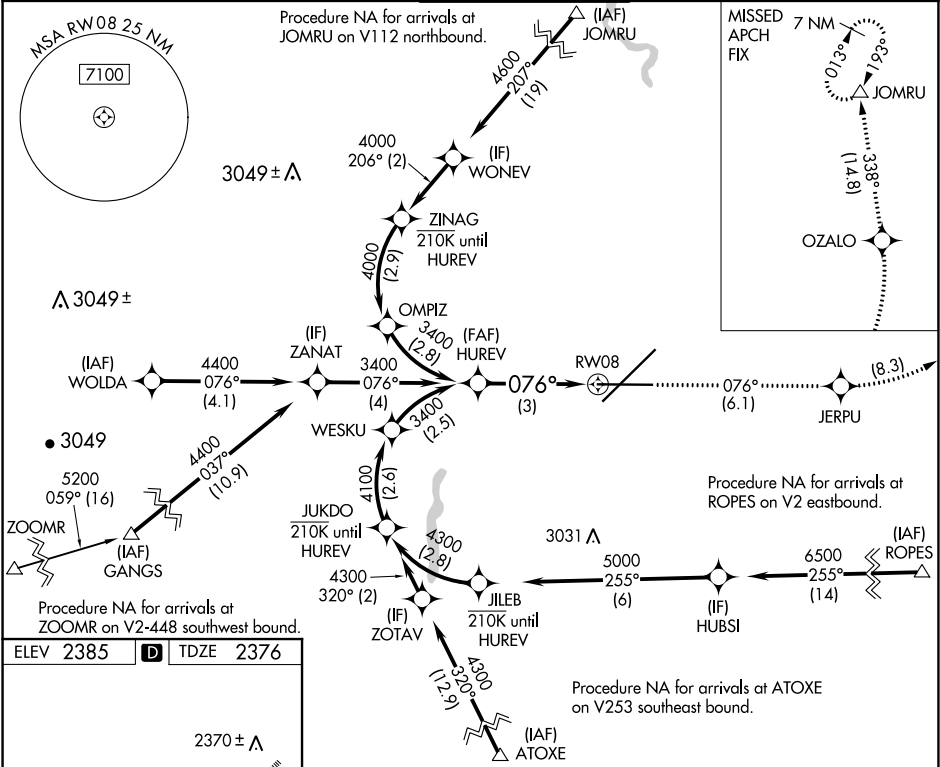 MSA RW08 25 NM
7100
Procedure NA for arrivals at
JOMRU on V112 northbound.
(IAF)
JOMRU
4600
207°
(19)
4000
206° (2)
(IF)
WONEV
3049 ±
ZINAG
210K until
HUREV
4000
(2.9)
MISSED
APCH
FIX
7 NM
013°
193°
JOMRU
338°
(14.8)
OZALO
3049 ±
OMPIZ
3400
(2.8)
(IAF)
WOLDA
4400
076°
(4.1)
(IF)
ZANAT
3400
076°
(4)
(FAF)
HUREV
076°
(3)
RW08
076°
(6.1)
JERPU
(8.3)
WESKU
3400
(2.5)
3049
4400
037°
(10.9)
5200
059° (16)
ZOOMR
(IAF)
GANGS
4100
(2.6)
JUKDO
210K until
HUREV
4300
(2.8)
4300
320° (2)
(IF)
ZOTAV
JILEB
210K until
HUREV
3031
5000
255°
(6)
(IF)
HUBSI
6500
255°
(14)
(IAF)
ROPES
Procedure NA for arrivals at
ROPES on V2 eastbound.
Procedure NA for arrivals at
ZOOMR on V2-448 southwest bound.
4300
320°
(12.9)
(IAF)
ATOXE
Procedure NA for arrivals at ATOXE
on V253 southeast bound.
ELEV 2385 D TDZE 2376
2370 ±